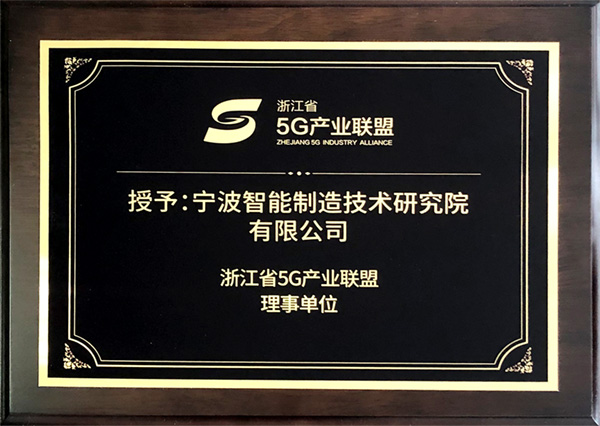 浙江省
5G产业联盟
ZHEJIANG 5G INDUSTRY ALLIANCE
授予:宁波智能制造技术研究院
有限公司
浙江省5G产业联盟
理事单位